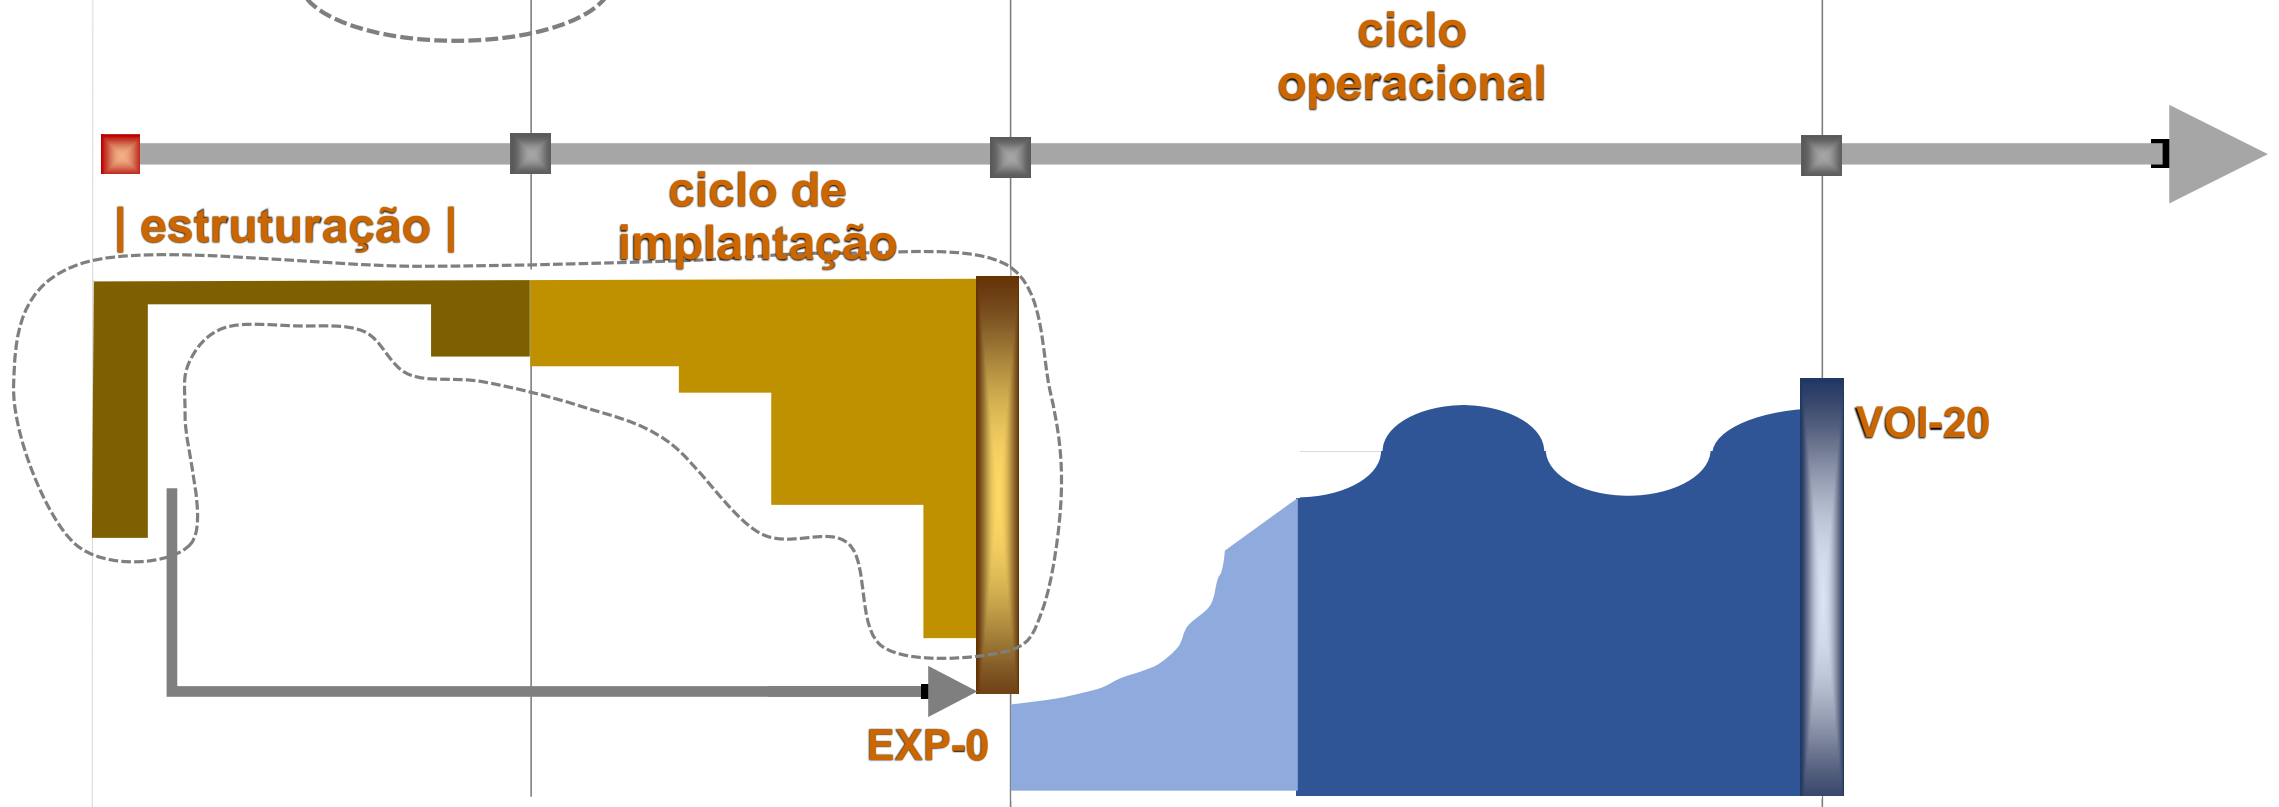 ciclo
operacional
ciclo de
implantação
| estruturação |
VOI-20
EXP-0